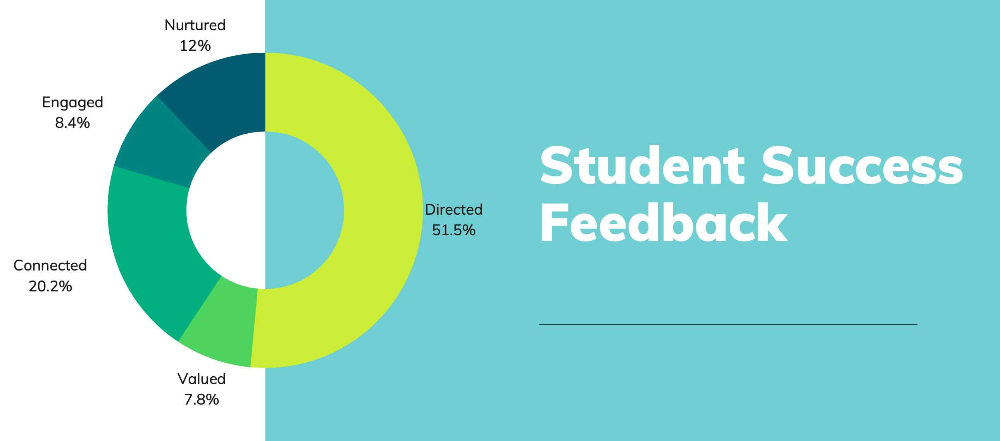 Nurtured
12%
Engaged
8.4%
Connected
20.2%
Valued
7.8%
Directed
51.5%
Student Success
Feedback